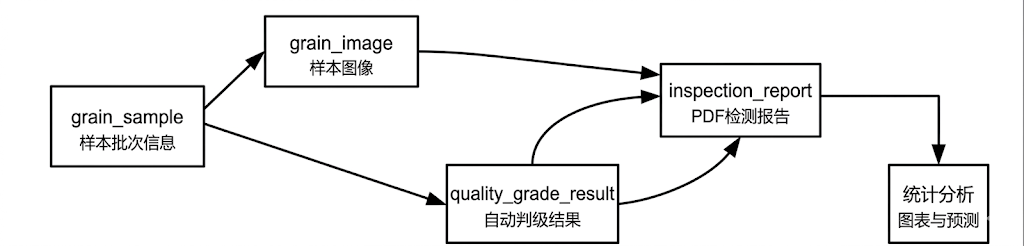 grain_image
样本图像
grain_sample
样本批次信息
inspection_report
PDF检测报告
quality_grade_result
自动判级结果
统计分析
图表与预测